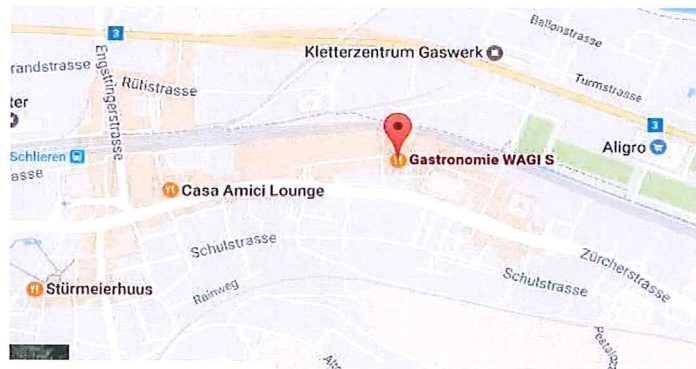 3
Ballonstrasse
Engstringerstrasse
Kletterzentrum Gaswerk
randstrasse
Rütistrasse
Turmstrasse
ter
3
Aligro
Schlieren
Gastronomie WAGI S
asse
Casa Amici Lounge
Schulstrasse
Zürcherstrasse
Schulstrasse
Rainweg
Stürmeierhuus